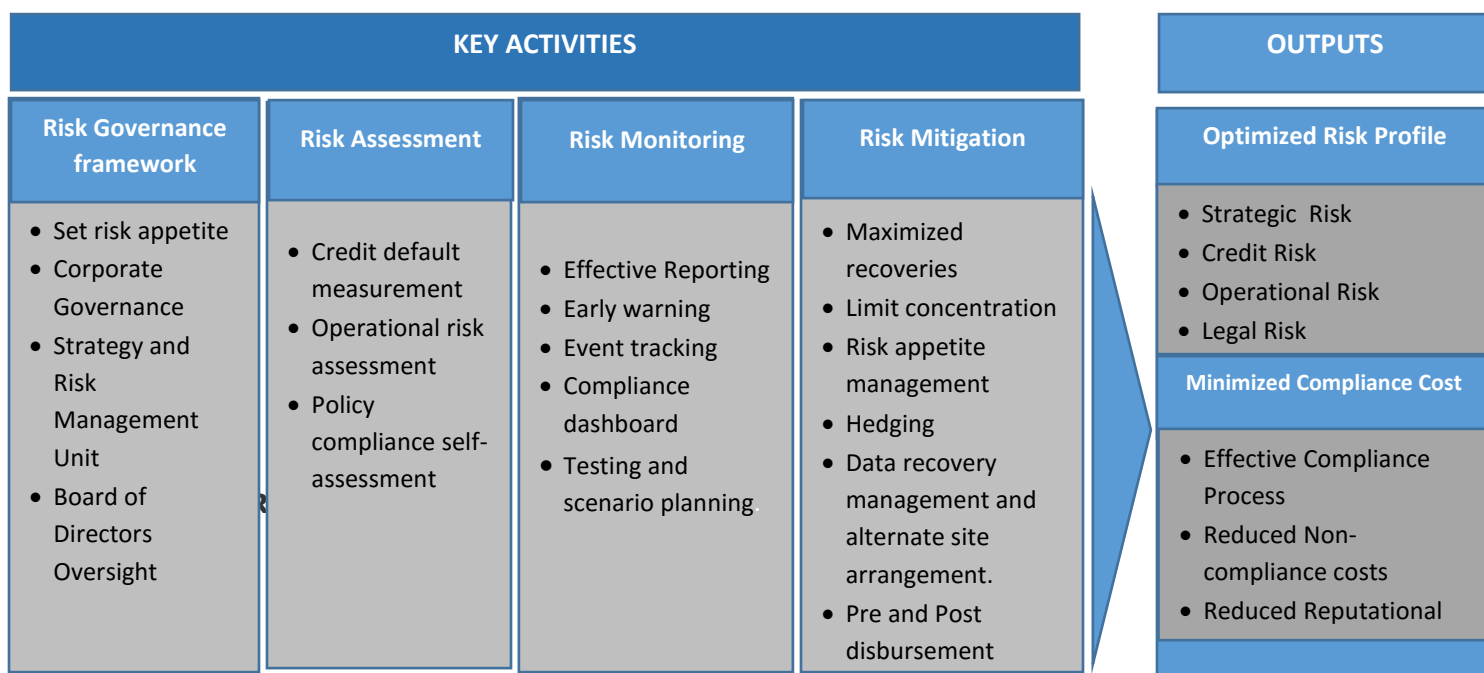 KEY ACTIVITIES
OUTPUTS
Risk Governance
framework
• Set risk appetite
• Corporate
Governance
• Strategy and
Risk
Management
Unit
• Board of
Directors
Oversight
Risk Assessment
• Credit default
measurement
• Operational risk
assessment
• Policy
compliance self-
assessment
Risk Monitoring
• Effective Reporting
• Early warning
• Event tracking
• Compliance
dashboard
• Testing and
scenario planning.
Risk Mitigation
• Maximized
recoveries
• Limit concentration
• Risk appetite
management
• Hedging
• Data recovery
management and
alternate site
arrangement.
• Pre and Post
disbursement
Optimized Risk Profile
• Strategic Risk
• Credit Risk
• Operational Risk
• Legal Risk
Minimized Compliance Cost
• Effective Compliance
Process
• Reduced Non-
compliance costs
• Reduced Reputational